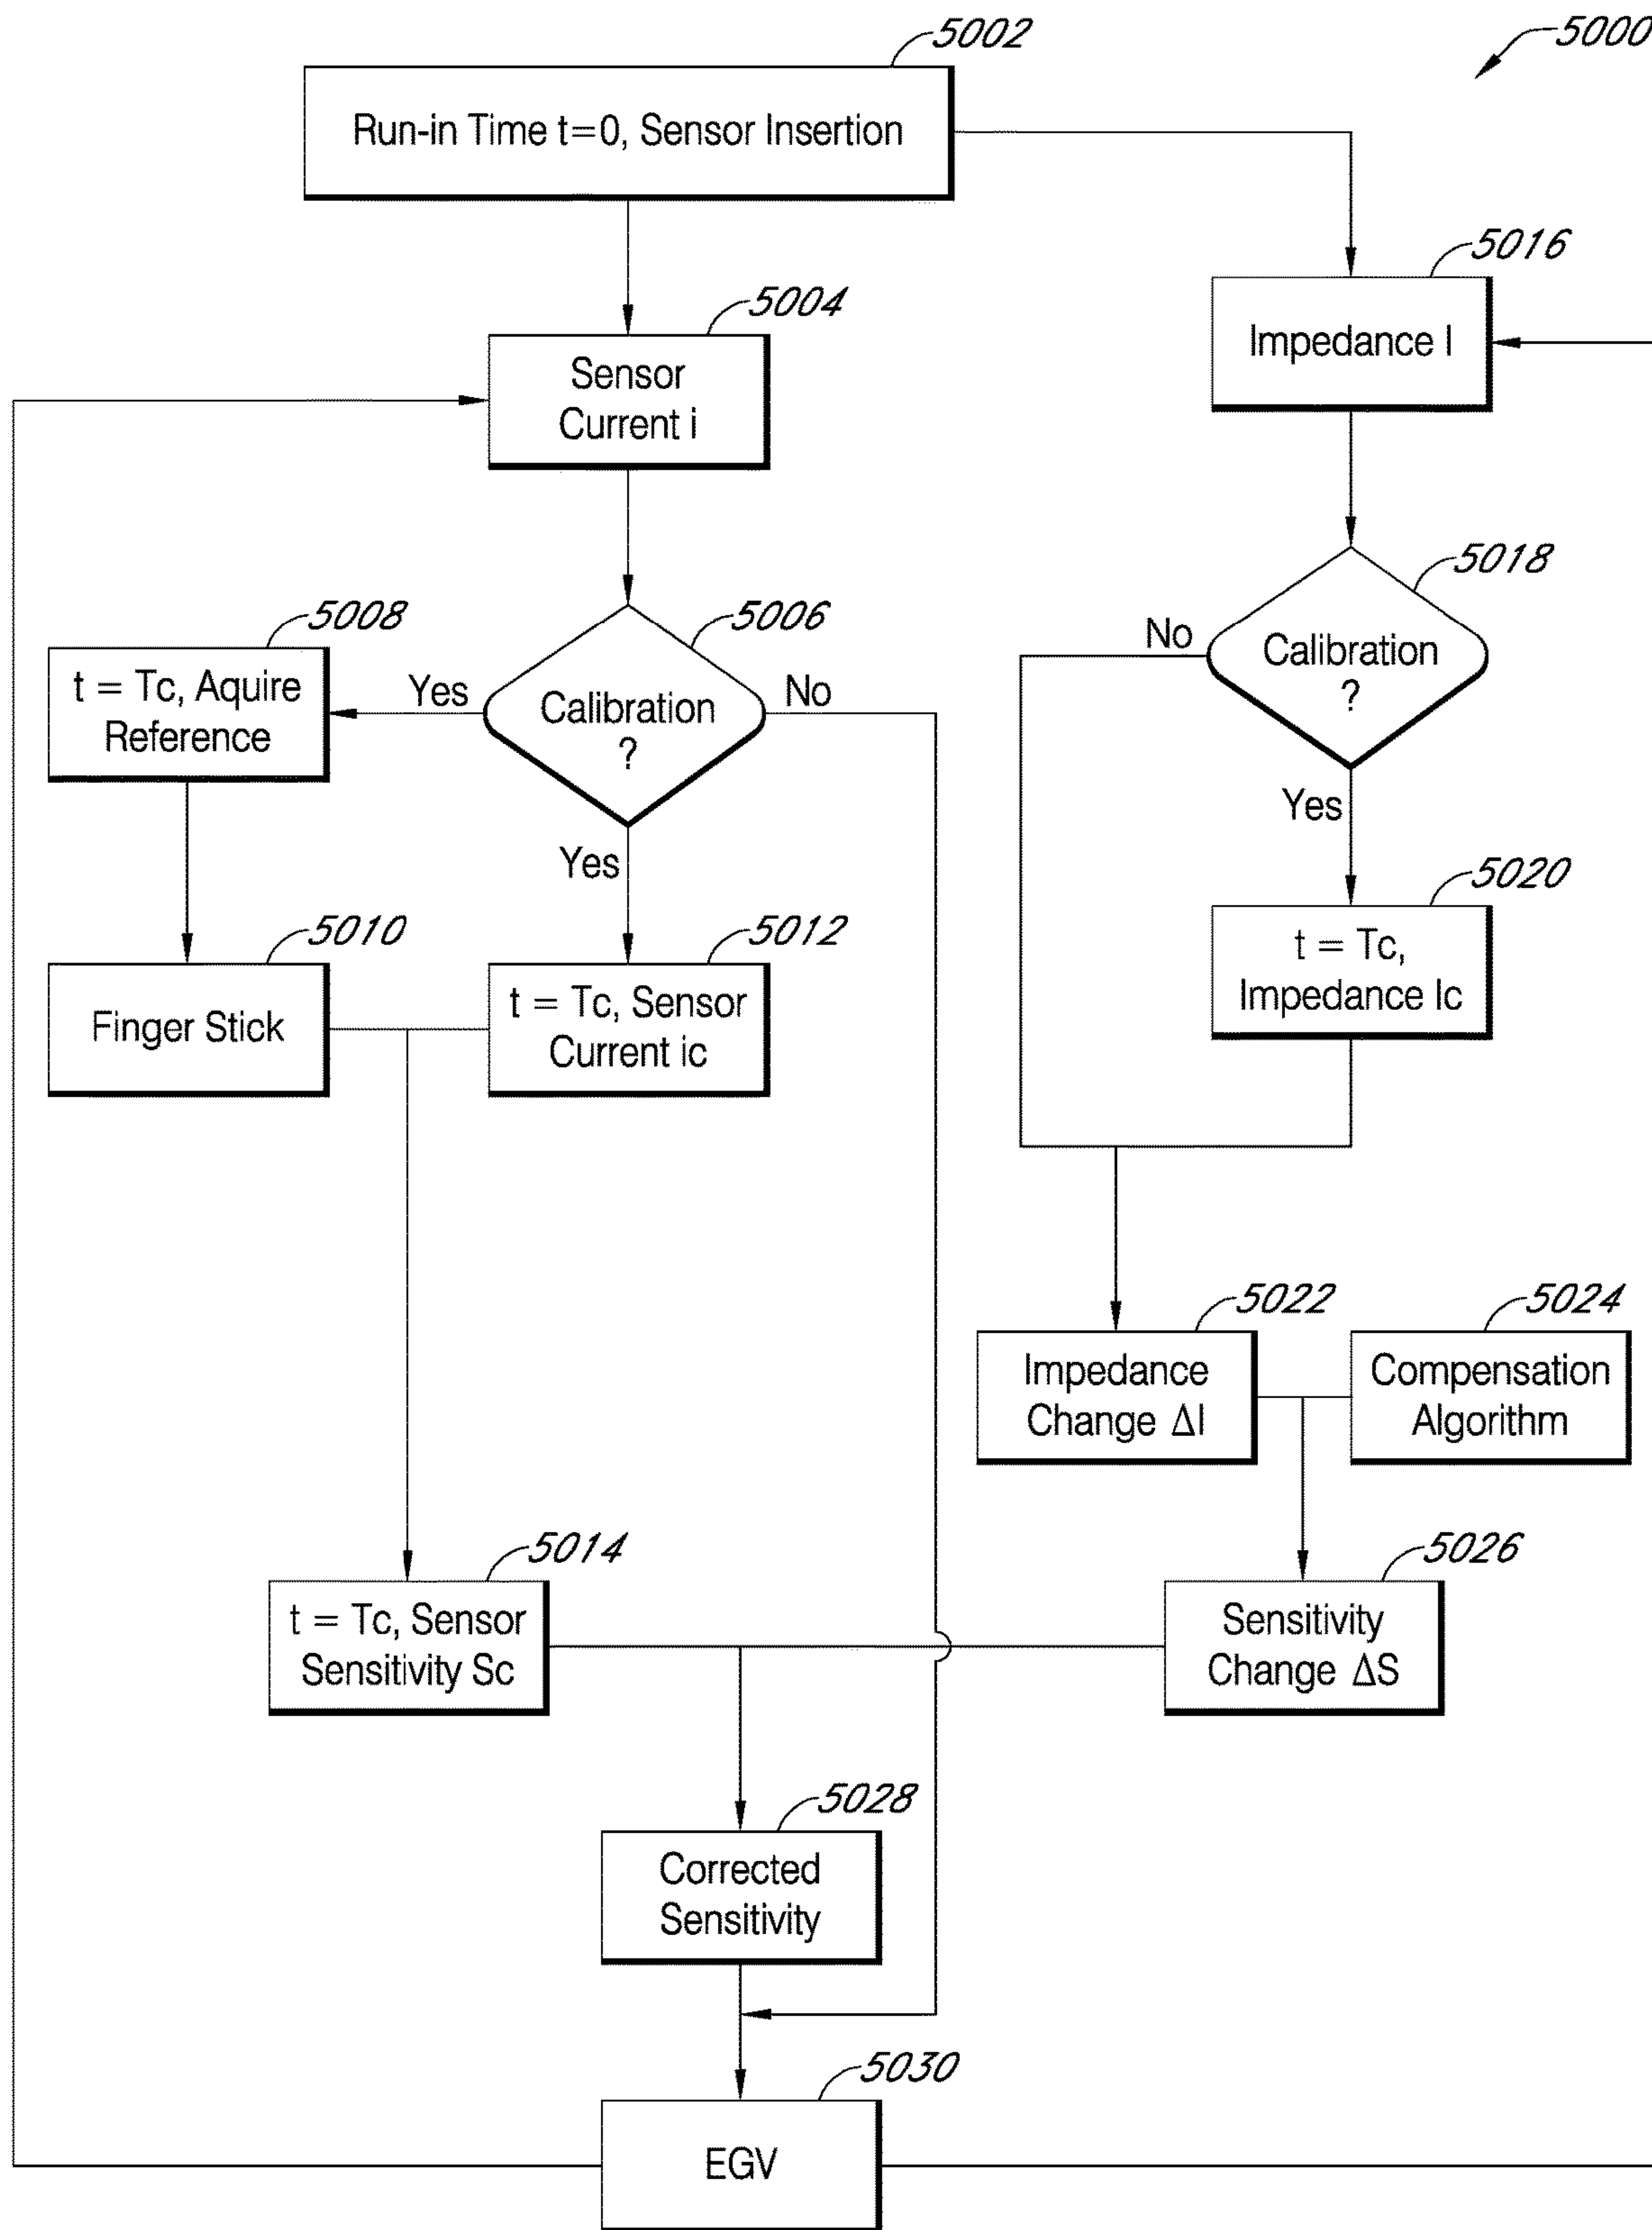 5002
5000
Run-in Time t=0, Sensor Insertion
5016
Impedance I
5004
Sensor
Current i
5018
Calibration
?
No
Yes
5006
Calibration
?
Yes
No
Yes
5008
t = Tc, Aquire
Reference
5010
Finger Stick
5012
t = Tc, Sensor
Current ic
5020
t = Tc,
Impedance Ic
5022
Impedance
Change ΔI
5024
Compensation
Algorithm
5014
t = Tc, Sensor
Sensitivity Sc
5026
Sensitivity
Change ΔS
5028
Corrected
Sensitivity
5030
EGV